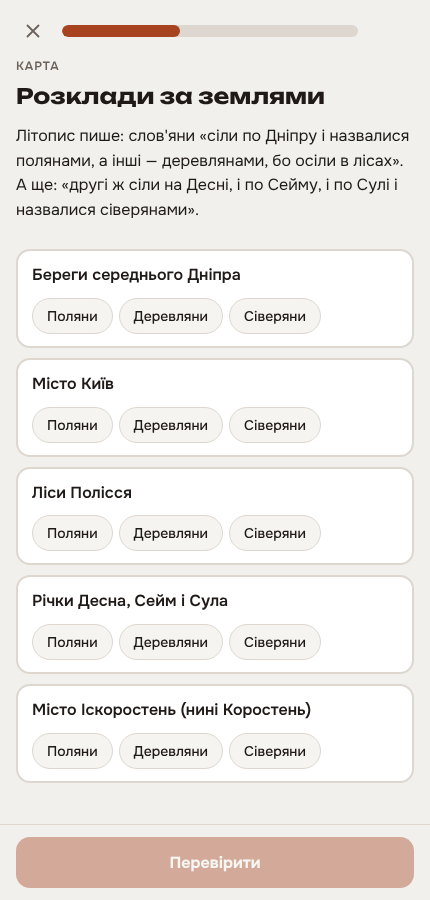 КАРТА
Розклади за землями
Літопис пише: слов'яни «сіли по Дніпру і назвалися
полянами, а інші — деревлянами, бо осіли в лісах».
А ще: «другі ж сіли на Десні, і по Сейму, і по Сулі і
назвалися сіверянами».
Береги середнього Дніпра
Поляни Деревляни Сіверяни
Місто Київ
Поляни Деревляни Сіверяни
Ліси Полісся
Поляни Деревляни Сіверяни
Річки Десна, Сейм і Сула
Поляни Деревляни Сіверяни
Місто Іскоростень (нині Коростень)
Поляни Деревляни Сіверяни
Перевірити